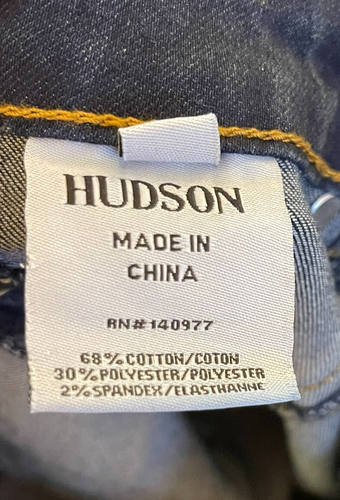 HUDSON
MADE IN
CHINA
RN#140977
68%COTTON/COTON
30%POLYESTER/POLYESTER
2%SPANDEX/ELASTHANNE